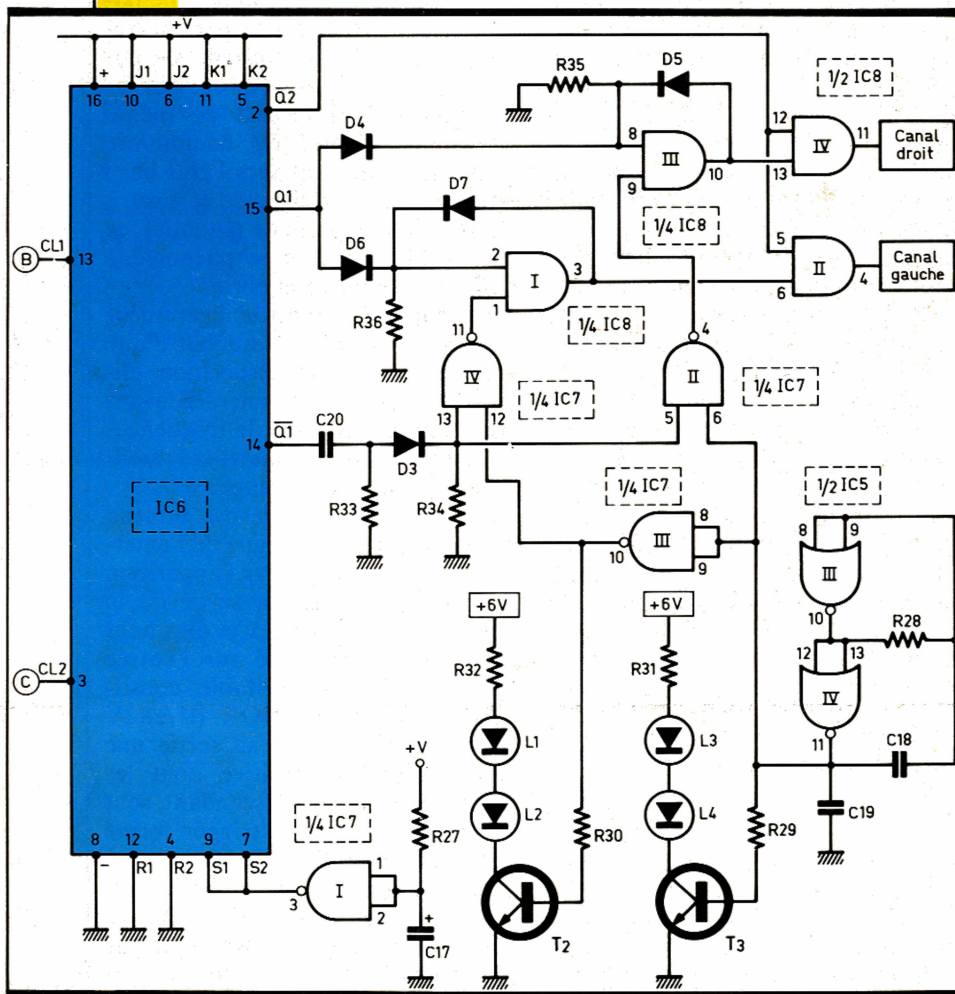 +V
+ J1 J2 K1 K2
16 10 6 11 5
Q2
2
R35
D5
1/2 IC8
D4
8
III
9
10
12
13
IV
11
Canal
droit
Q1
15
D7
1/4 IC8
B
CL1
13
D6
2
I
1
3
5
6
II
4
Canal
gauche
R36
11
IV
13 12
1/4 IC8
4
II
5 6
1/4 IC7
1/4 IC7
Q1
14
C20
D3
R33
R34
IC6
1/4 IC7
III
10
8
9
1/2 IC5
8 9
III
10
R28
12 13
IV
11
C18
C19
+6V
+6V
R32
R31
C
CL2
3
L1
L3
L2
L4
+V
R27
R30
R29
1/4 IC7
8 12 4 9 7
- R1 R2 S1 S2
3
I
1
2
+
C17
T2
T3